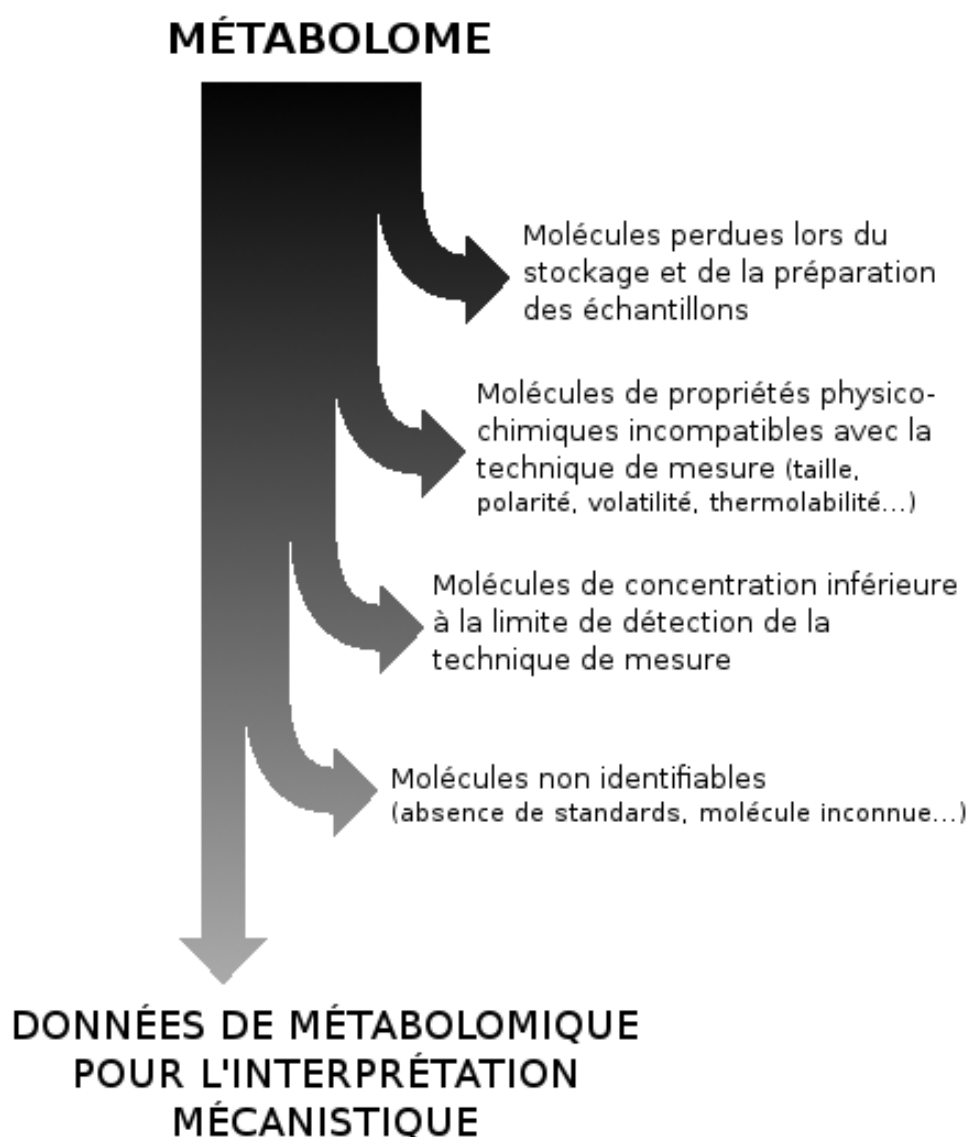 MÉTABOLOME
Molécules perdues lors du
stockage et de la préparation
des échantillons
Molécules de propriétés physico-
chimiques incompatibles avec la
technique de mesure (taille,
polarité, volatilité, thermolabilité...)
Molécules de concentration inférieure
à la limite de détection de la
technique de mesure
Molécules non identifiables
(absence de standards, molécule inconnue...)
DONNÉES DE MÉTABOLOMIQUE
POUR L'INTERPRÉTATION
MÉCANISTIQUE